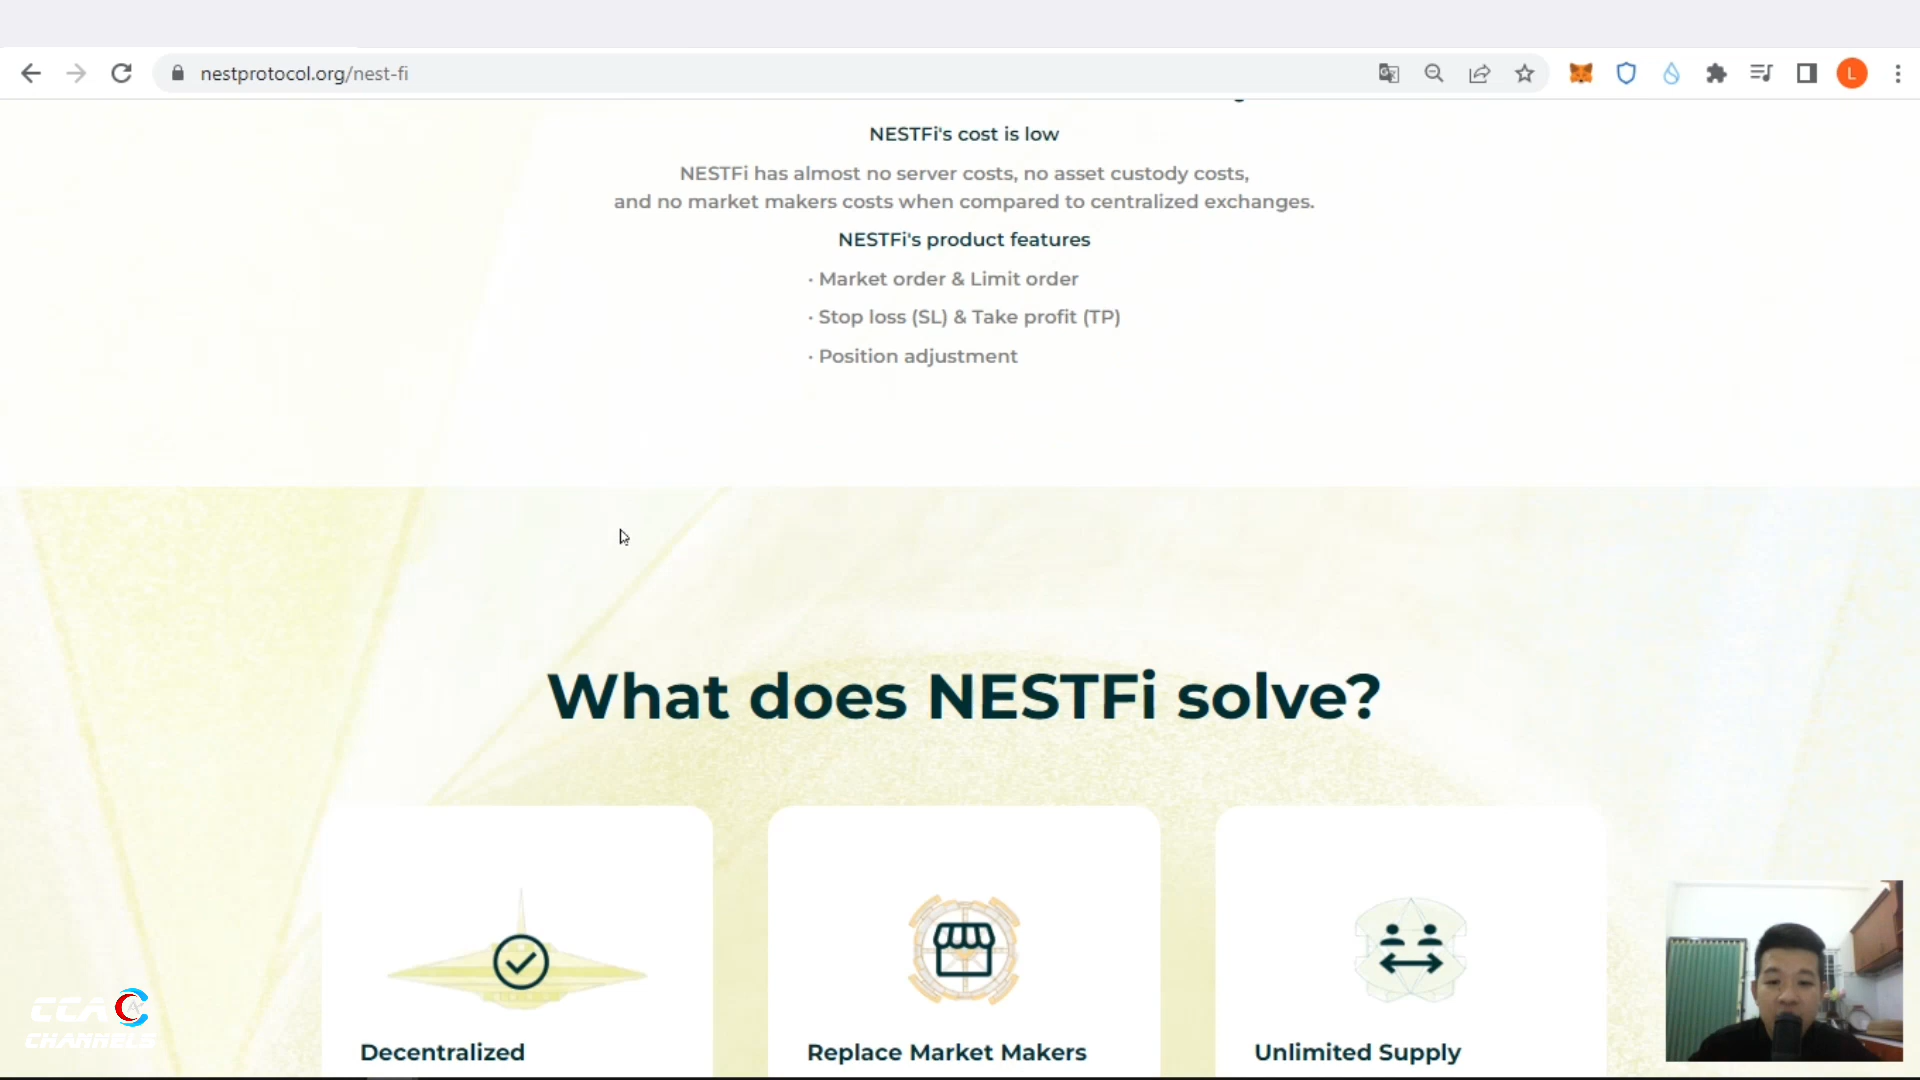 nestprotocol.org/nest-fi
L
NESTFi's cost is low
NESTFi has almost no server costs, no asset custody costs,
and no market makers costs when compared to centralized exchanges.
NESTFi's product features
· Market order & Limit order
· Stop loss (SL) & Take profit (TP)
· Position adjustment
What does NESTFi solve?
Decentralized
Replace Market Makers
Unlimited Supply
CCA C
CHANNELS